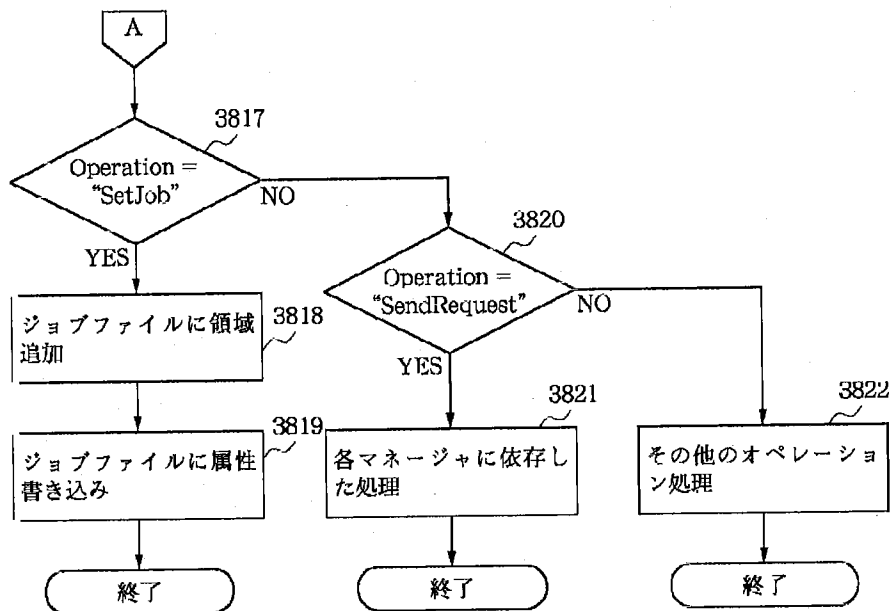 A
3817
Operation =
“SetJob”
NO
YES
3820
Operation =
“SendRequest”
NO
YES
ジョブファイルに領域
追加
3818
ジョブファイルに属性
書き込み
3819
各マネージャに依存し
た処理
3821
その他のオペレーショ
ン処理
3822
終了
終了
終了